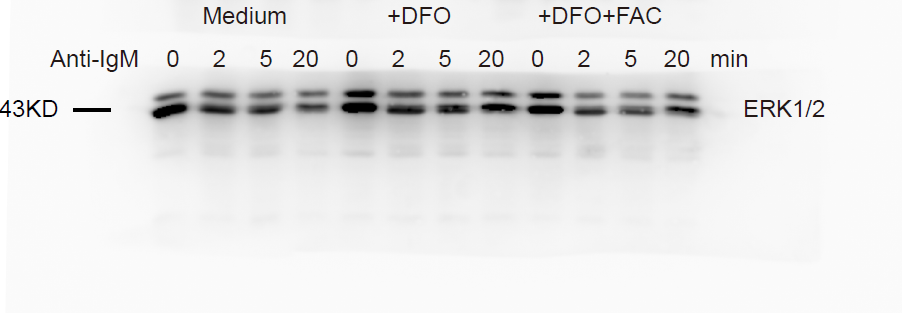 Medium +DFO +DFO+FAC
Anti-IgM 0 2 5 20 0 2 5 20 0 2 5 20 min
43KD ERK1/2